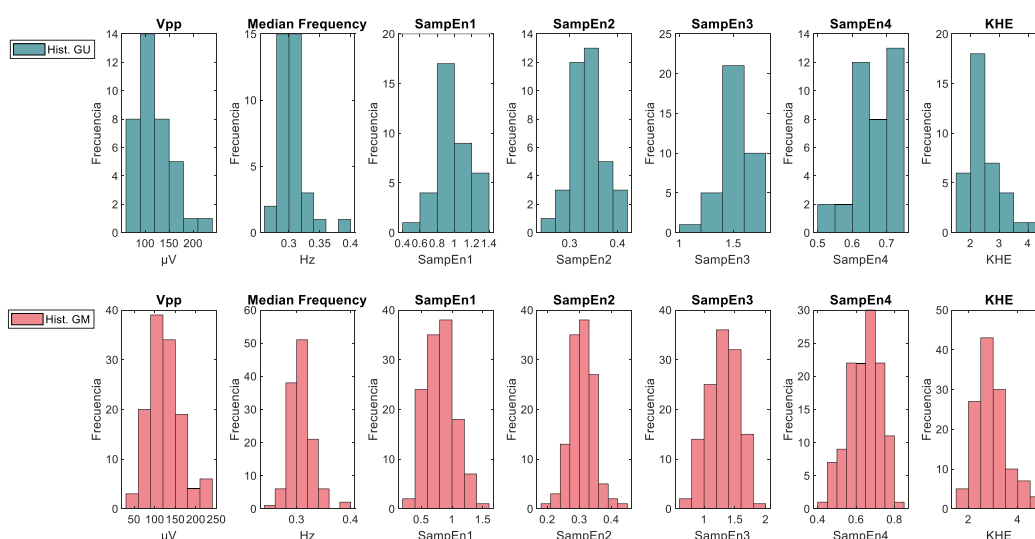 Hist. GU
Vpp
Median Frequency
SampEn1
SampEn2
SampEn3
SampEn4
KHE
14
12
10
8
6
4
2
0
Frecuencia
100 150 200
µV
15
10
5
0
Frecuencia
0.3 0.35 0.4
Hz
20
15
10
5
0
Frecuencia
0.4 0.6 0.8 1 1.2 1.4
SampEn1
14
12
10
8
6
4
2
0
Frecuencia
0.3 0.4
SampEn2
25
20
15
10
5
0
Frecuencia
1 1.5
SampEn3
14
12
10
8
6
4
2
0
Frecuencia
0.5 0.6 0.7
SampEn4
20
15
10
5
0
Frecuencia
2 3 4
KHE
Hist. GM
Vpp
Median Frequency
SampEn1
SampEn2
SampEn3
SampEn4
KHE
40
30
20
10
0
Frecuencia
50 100 150 200 250
µV
60
50
40
30
20
10
0
Frecuencia
0.3 0.4
Hz
40
30
20
10
0
Frecuencia
0.5 1 1.5
SampEn1
40
30
20
10
0
Frecuencia
0.2 0.3 0.4
SampEn2
40
30
20
10
0
Frecuencia
1 1.5 2
SampEn3
30
25
20
15
10
5
0
Frecuencia
0.4 0.6 0.8
SampEn4
50
40
30
20
10
0
Frecuencia
2 4
KHE